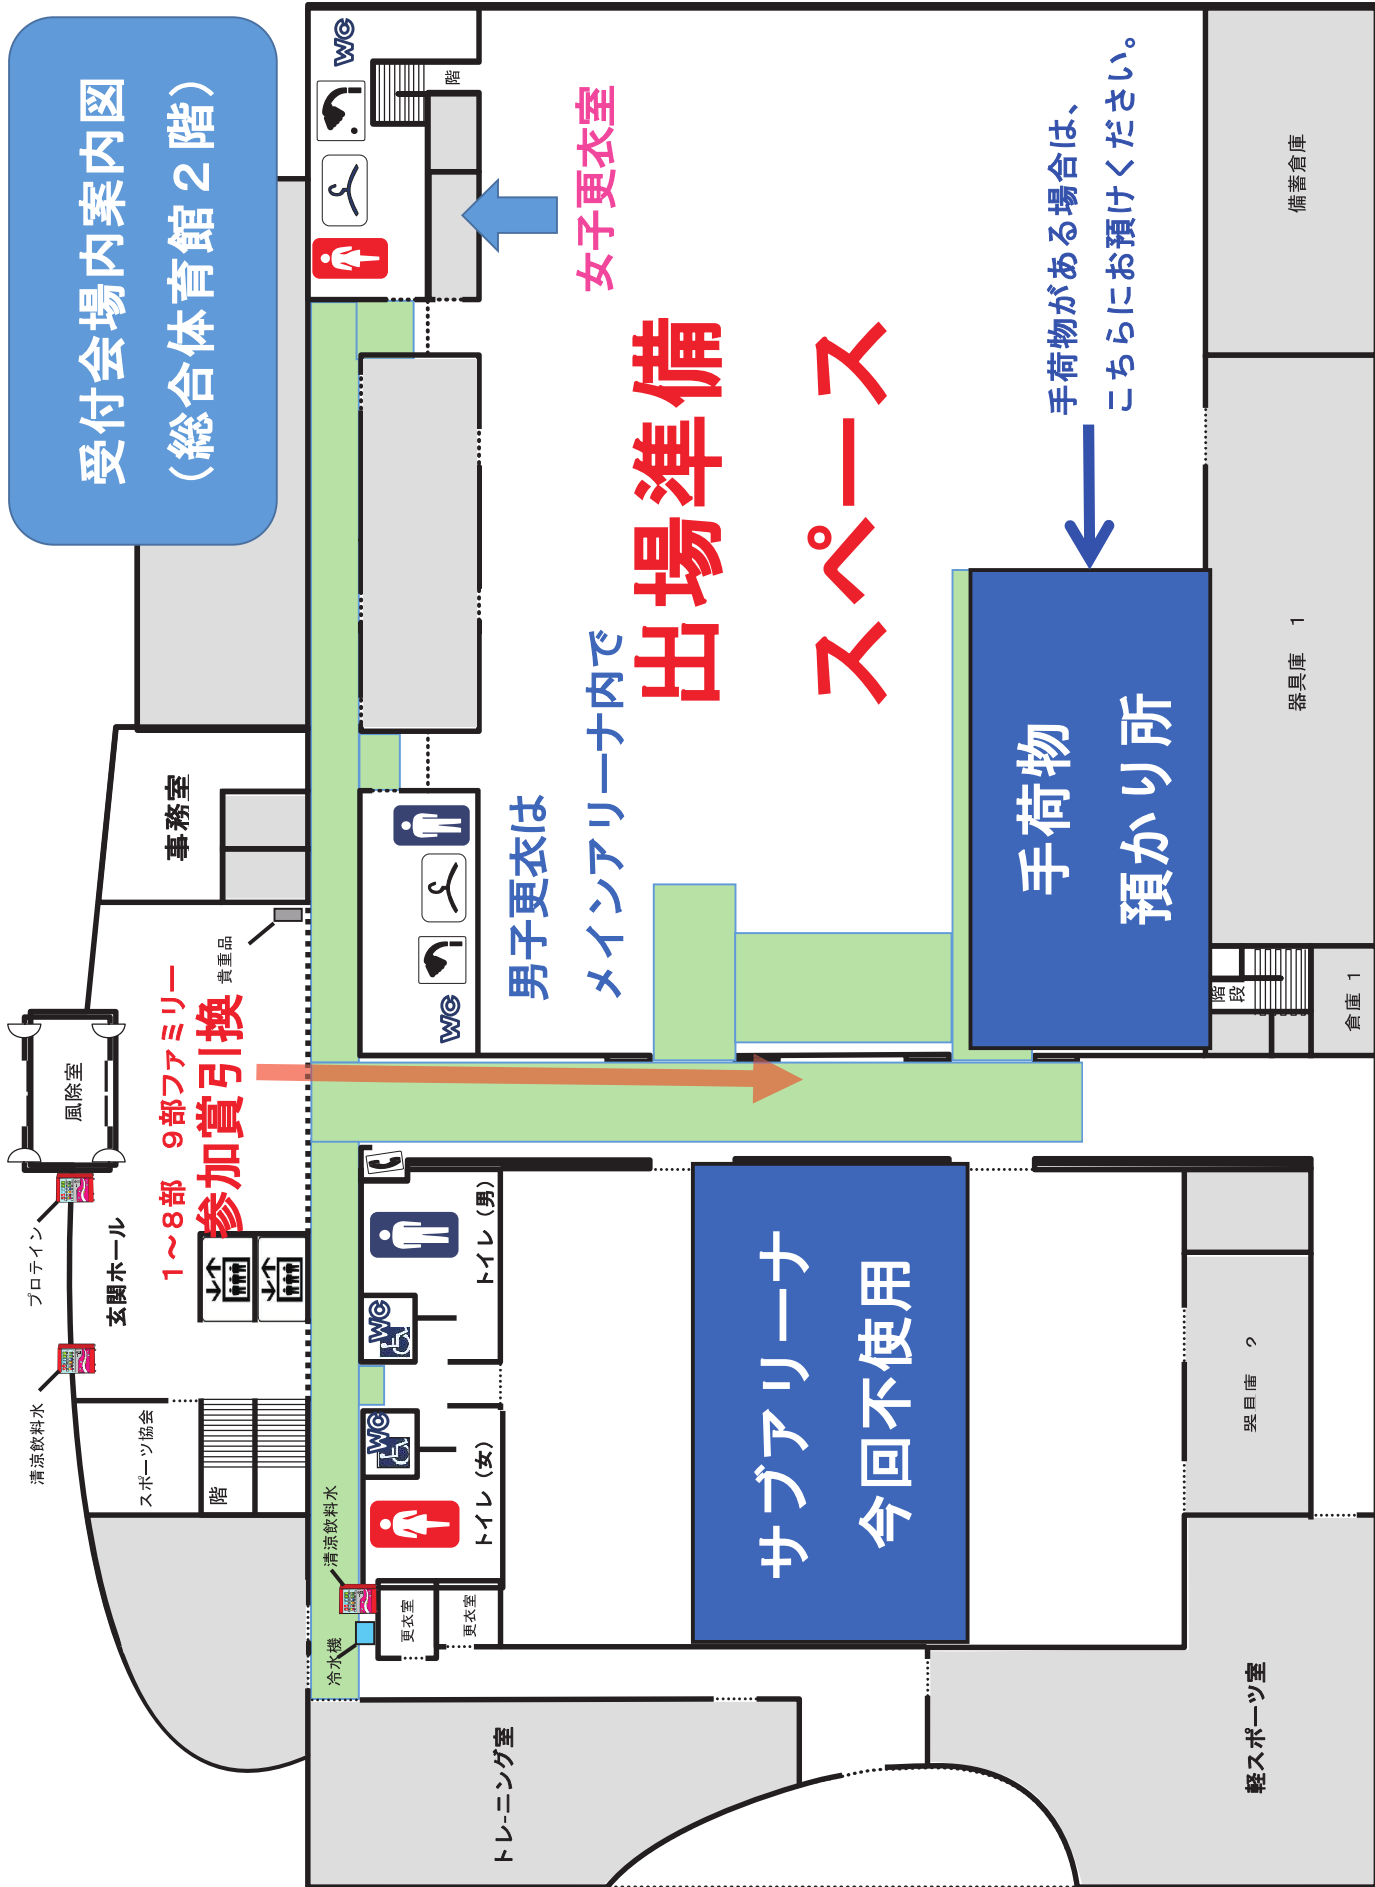 受付会場内案内図
（総合体育館２階）
WC
階
女子更衣室
手荷物がある場合は、
こちらにお預けください。
備蓄倉庫
出場準備
スペース
男子更衣は
メインアリーナ内で
WC
事務室
貴重品
手荷物
預かり所
器具庫　1
階段
倉庫 1
風除室
１～８部　９部ファミリー
参加賞引換
プロテイン
玄関ホール
清涼飲料水
スポーツ協会
階
トイレ（男）
WC
WC
トイレ（女）
清涼飲料水
冷水機
更衣室
更衣室
サブアリーナ
今回不使用
トレｰニング室
軽スポーツ室